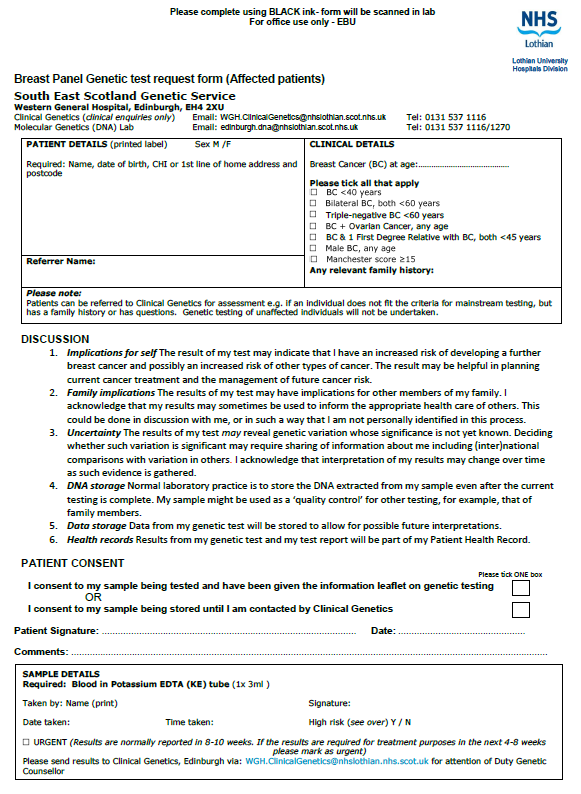 Please complete using BLACK ink- form will be scanned in lab
For office use only - EBU
NHS
Lothian
Lothian University
Hospitals Division
Breast Panel Genetic test request form (Affected patients)
South East Scotland Genetic Service
Western General Hospital, Edinburgh, EH4 2XU
Clinical Genetics (clinical enquiries only) Email: WGH.ClinicalGenetics@nhslothian.scot.nhs.uk Tel: 0131 537 1116
Molecular Genetics (DNA) Lab Email: edinburgh.dna@nhslothian.scot.nhs.uk Tel: 0131 537 1116/1270
PATIENT DETAILS (printed label) Sex M /F
Required: Name, date of birth, CHI or 1st line of home address and
postcode
Referrer Name:
CLINICAL DETAILS
Breast Cancer (BC) at age:......................................
Please tick all that apply
☐ BC <40 years
☐ Bilateral BC, both <60 years
☐ Triple-negative BC <60 years
☐ BC + Ovarian Cancer, any age
☐ BC & 1 First Degree Relative with BC, both <45 years
☐ Male BC, any age
☐ Manchester score ≥15
Any relevant family history:
Please note:
Patients can be referred to Clinical Genetics for assessment e.g. if an individual does not fit the criteria for mainstream testing, but
has a family history or has questions. Genetic testing of unaffected individuals will not be undertaken.
DISCUSSION
1. Implications for self The result of my test may indicate that I have an increased risk of developing a further
breast cancer and possibly an increased risk of other types of cancer. The result may be helpful in planning
current cancer treatment and the management of future cancer risk.
2. Family implications The results of my test may have implications for other members of my family. I
acknowledge that my results may sometimes be used to inform the appropriate health care of others. This
could be done in discussion with me, or in such a way that I am not personally identified in this process.
3. Uncertainty The results of my test may reveal genetic variation whose significance is not yet known. Deciding
whether such variation is significant may require sharing of information about me including (inter)national
comparisons with variation in others. I acknowledge that interpretation of my results may change over time
as such evidence is gathered.
4. DNA storage Normal laboratory practice is to store the DNA extracted from my sample even after the current
testing is complete. My sample might be used as a ‘quality control’ for other testing, for example, that of
family members.
5. Data storage Data from my genetic test will be stored to allow for possible future interpretations.
6. Health records Results from my genetic test and my test report will be part of my Patient Health Record.
PATIENT CONSENT
Please tick ONE box
I consent to my sample being tested and have been given the information leaflet on genetic testing
OR
I consent to my sample being stored until I am contacted by Clinical Genetics
Patient Signature: ............................................................ Date: ..............................
Comments: ............................................................................................................
SAMPLE DETAILS
Required: Blood in Potassium EDTA (KE) tube (1x 3ml )
Taken by: Name (print) Signature:
Date taken: Time taken: High risk (see over) Y / N
☐ URGENT (Results are normally reported in 8-10 weeks. If the results are required for treatment purposes in the next 4-8 weeks
please mark as urgent)
Please send results to Clinical Genetics, Edinburgh via: WGH.ClinicalGenetics@nhslothian.nhs.scot.uk for attention of Duty Genetic
Counsellor